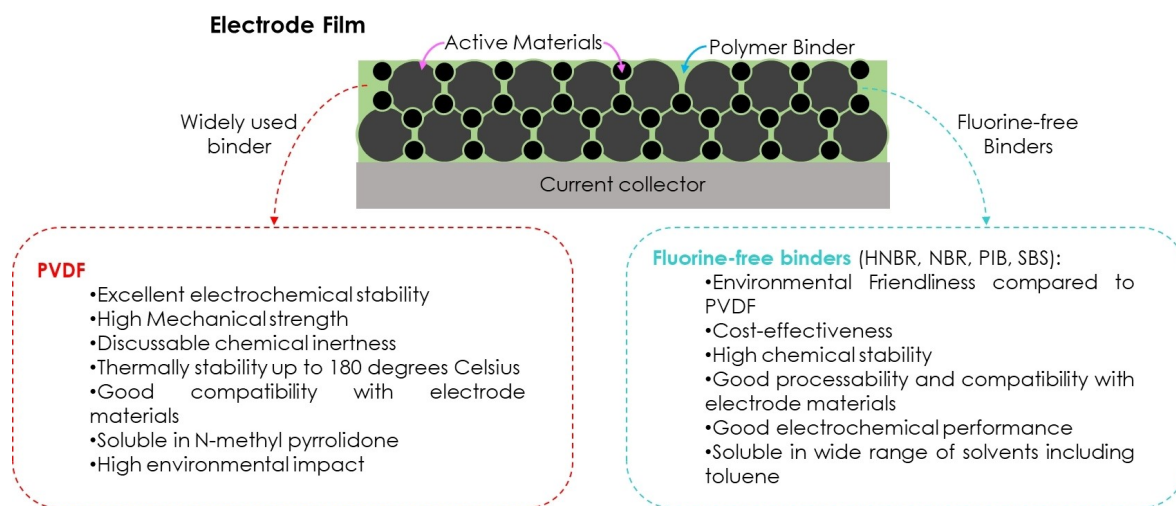 Electrode Film
Active Materials
Polymer Binder
Widely used
binder
Fluorine-free
Binders
Current collector
PVDF
•Excellent electrochemical stability
•High Mechanical strength
•Discussable chemical inertness
•Thermally stability up to 180 degrees Celsius
•Good compatibility with electrode
materials
•Soluble in N-methyl pyrrolidone
•High environmental impact
Fluorine-free binders (HNBR, NBR, PIB, SBS):
•Environmental Friendliness compared to
PVDF
•Cost-effectiveness
•High chemical stability
•Good processability and compatibility with
electrode materials
•Good electrochemical performance
•Soluble in wide range of solvents including
toluene